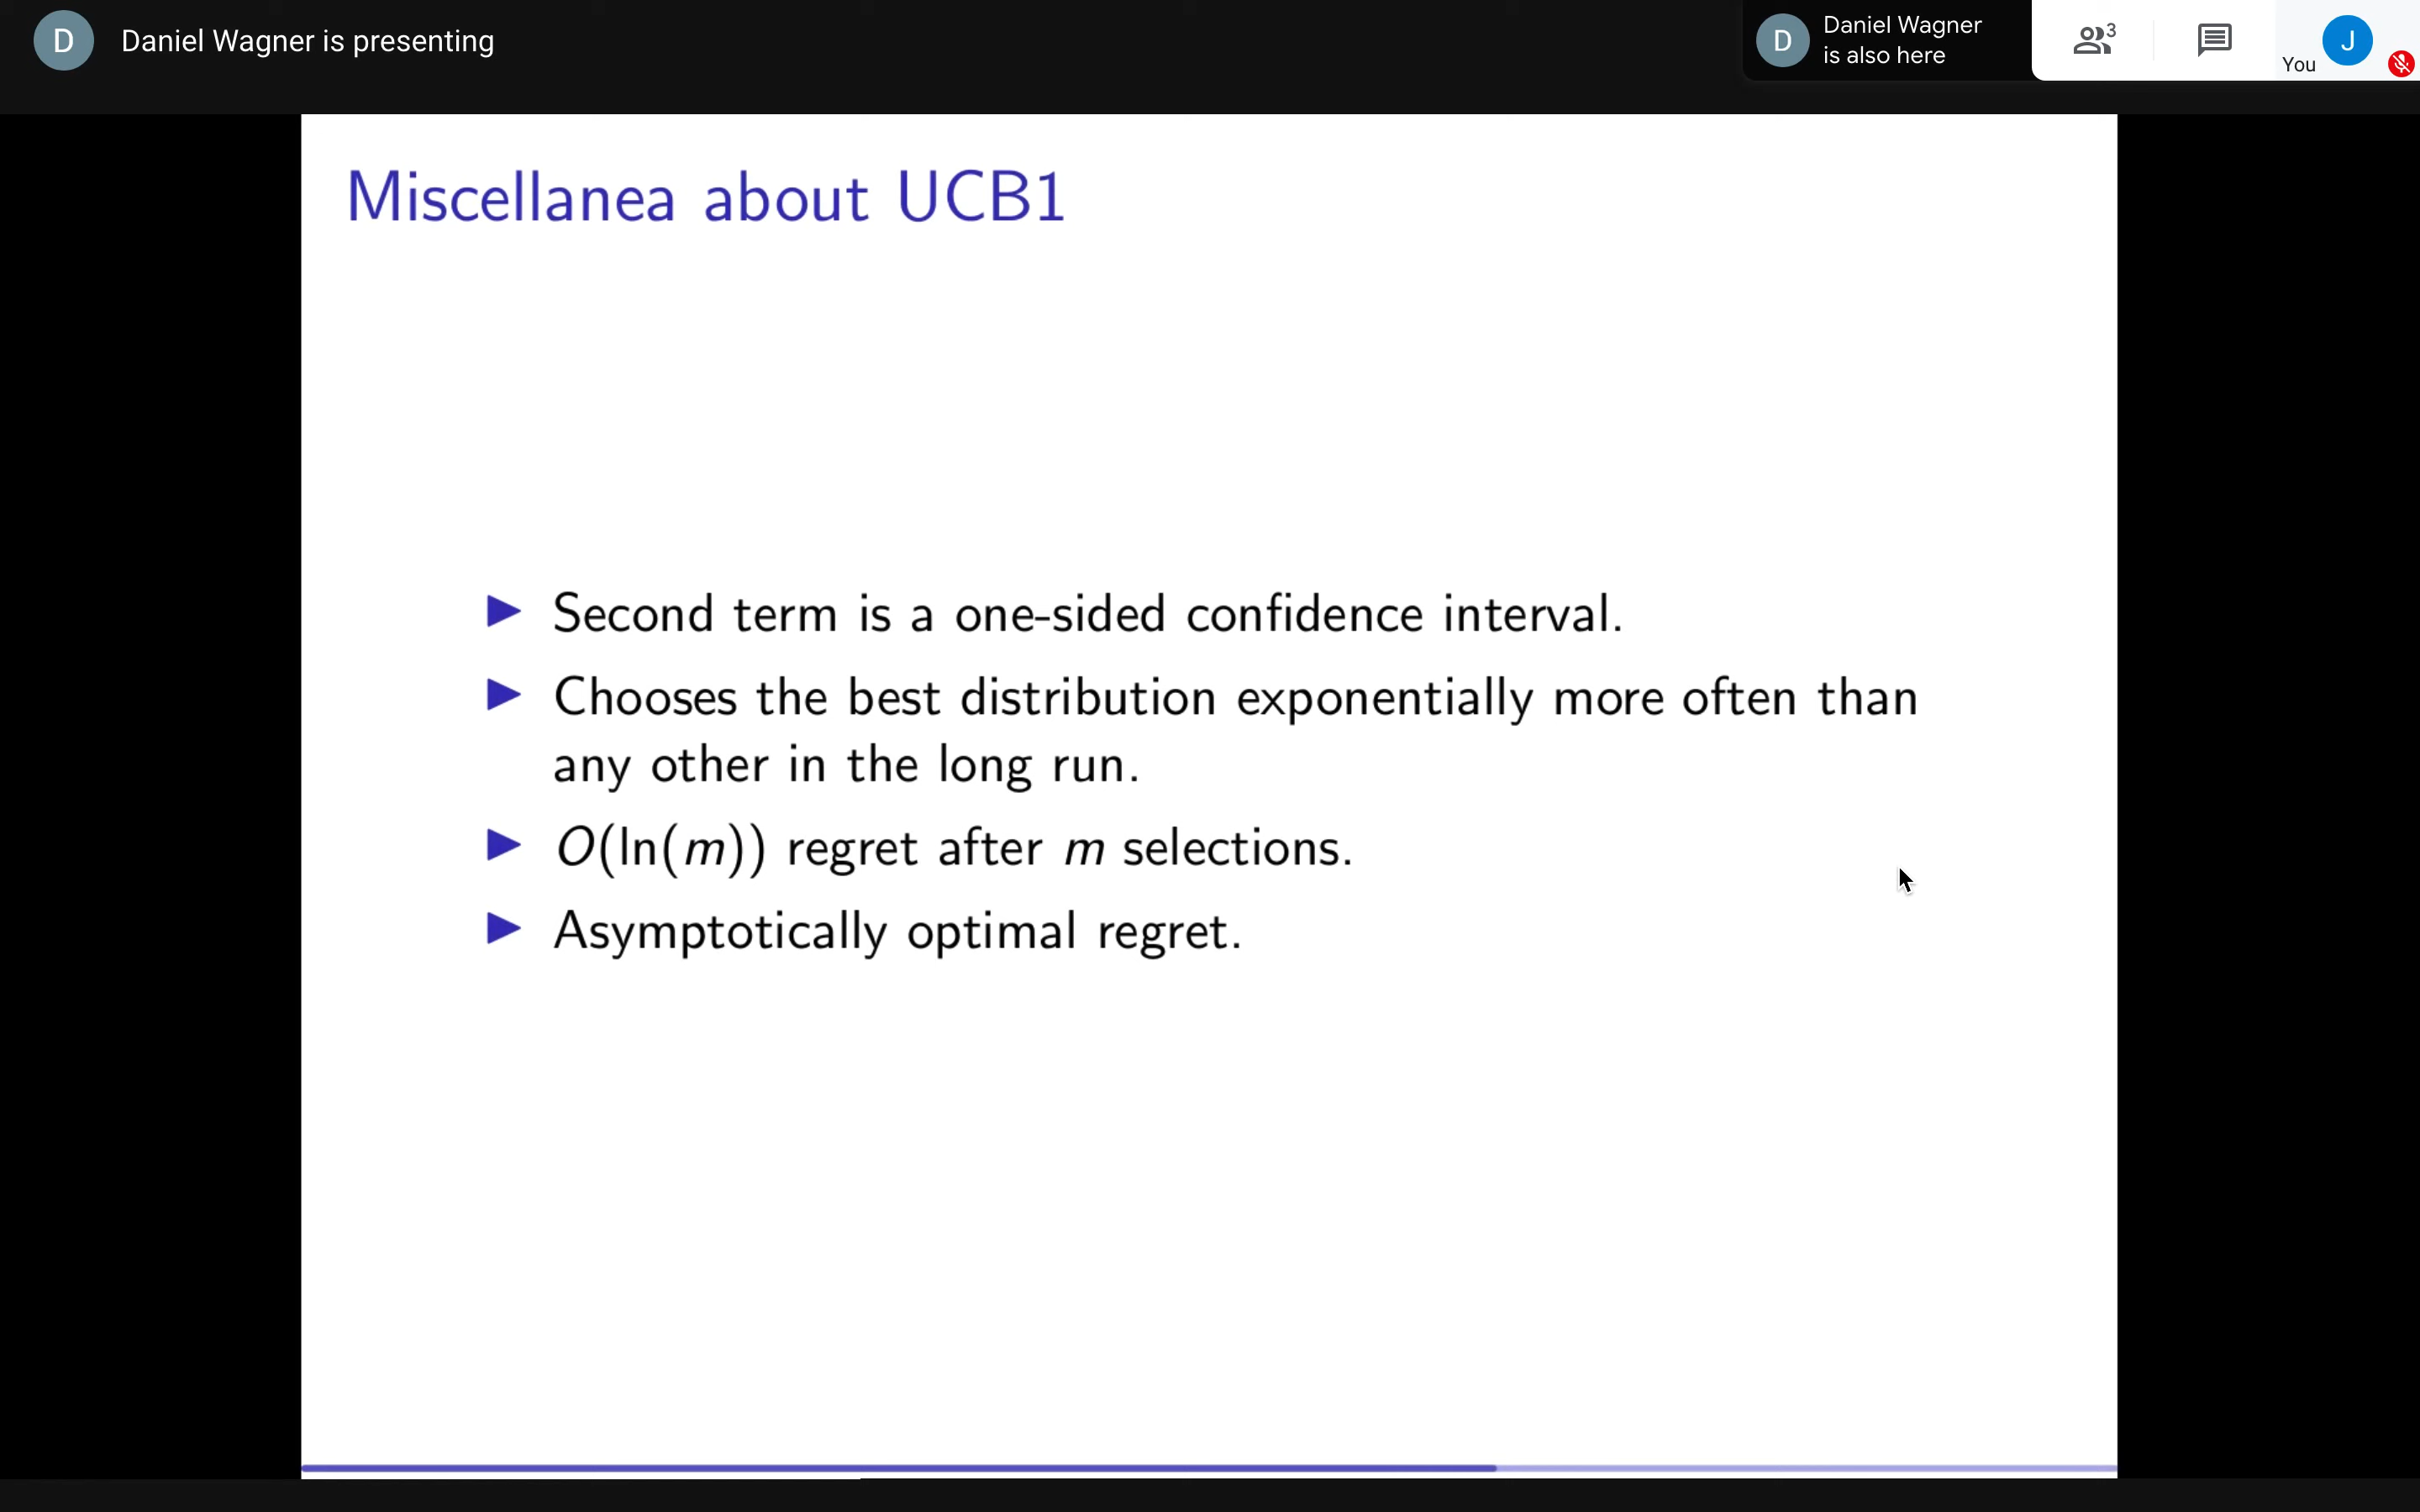 D Daniel Wagner is presenting
D Daniel Wagner
is also here
3
You J
Miscellanea about UCB1
▶ Second term is a one-sided confidence interval.
▶ Chooses the best distribution exponentially more often than
any other in the long run.
▶ O(ln(m)) regret after m selections.
▶ Asymptotically optimal regret.